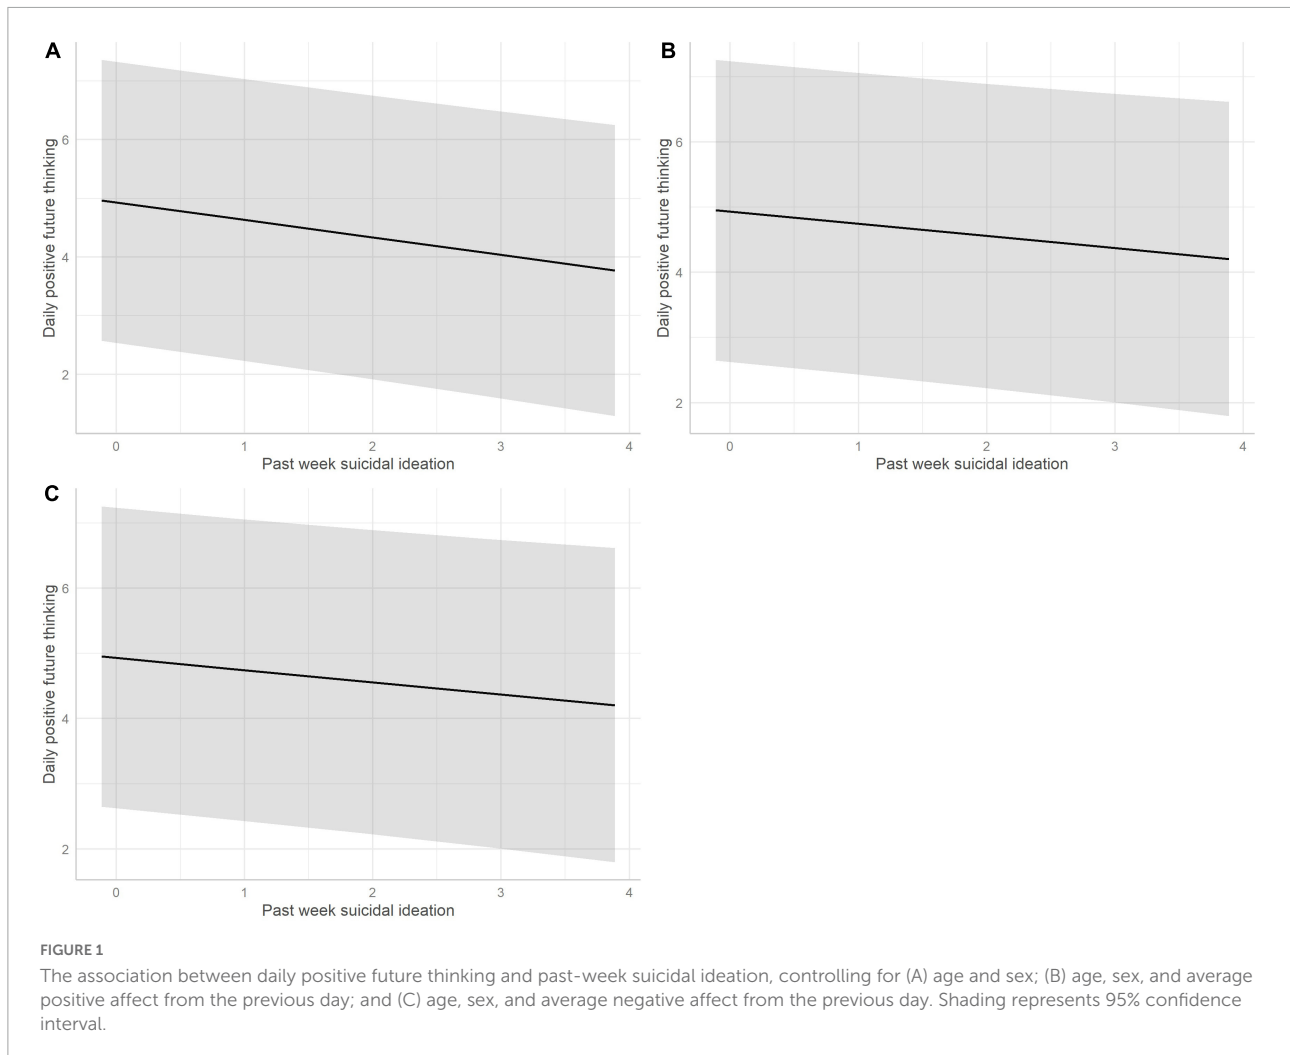 A
Daily positive future thinking
6
4
2
0 1 2 3 4
Past week suicidal ideation
B
Daily positive future thinking
6
4
2
0 1 2 3 4
Past week suicidal ideation
C
Daily positive future thinking
6
4
2
0 1 2 3 4
Past week suicidal ideation
FIGURE 1
The association between daily positive future thinking and past-week suicidal ideation, controlling for (A) age and sex; (B) age, sex, and average
positive affect from the previous day; and (C) age, sex, and average negative affect from the previous day. Shading represents 95% confidence
interval.